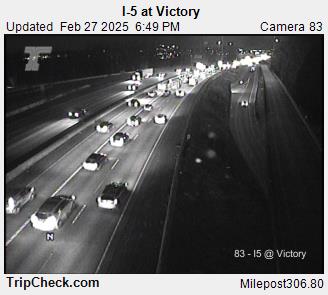 I-5 at Victory
Updated  Feb 27 2025  6:49 PM
Camera 83
T
N
83 - I5 @ Victory
TripCheck.com
Milepost306.80